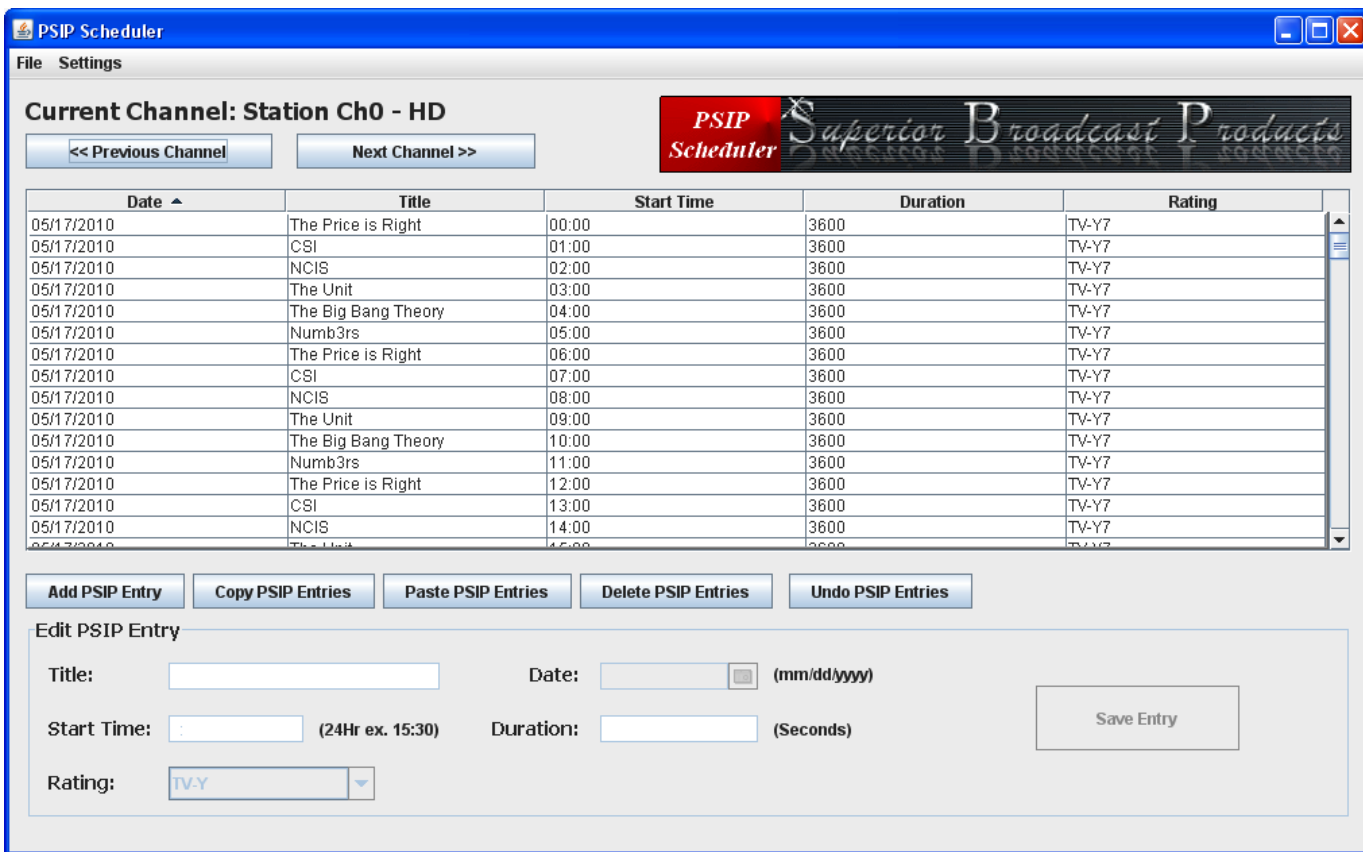 PSIP Scheduler
File Settings
Current Channel: Station Ch0 - HD
<< Previous Channel Next Channel >>
PSIP Scheduler Superior Broadcast Products
Date Title Start Time Duration Rating
05/17/2010 The Price is Right 00:00 3600 TV-Y7
05/17/2010 CSI 01:00 3600 TV-Y7
05/17/2010 NCIS 02:00 3600 TV-Y7
05/17/2010 The Unit 03:00 3600 TV-Y7
05/17/2010 The Big Bang Theory 04:00 3600 TV-Y7
05/17/2010 Numb3rs 05:00 3600 TV-Y7
05/17/2010 The Price is Right 06:00 3600 TV-Y7
05/17/2010 CSI 07:00 3600 TV-Y7
05/17/2010 NCIS 08:00 3600 TV-Y7
05/17/2010 The Unit 09:00 3600 TV-Y7
05/17/2010 The Big Bang Theory 10:00 3600 TV-Y7
05/17/2010 Numb3rs 11:00 3600 TV-Y7
05/17/2010 The Price is Right 12:00 3600 TV-Y7
05/17/2010 CSI 13:00 3600 TV-Y7
05/17/2010 NCIS 14:00 3600 TV-Y7
05/17/2010 The Unit 15:00 3600 TV-Y7
Add PSIP Entry Copy PSIP Entries Paste PSIP Entries Delete PSIP Entries Undo PSIP Entries
Edit PSIP Entry
Title: Date: (mm/dd/yyyy)
Start Time: : (24Hr ex. 15:30) Duration: (Seconds)
Save Entry
Rating: TV-Y